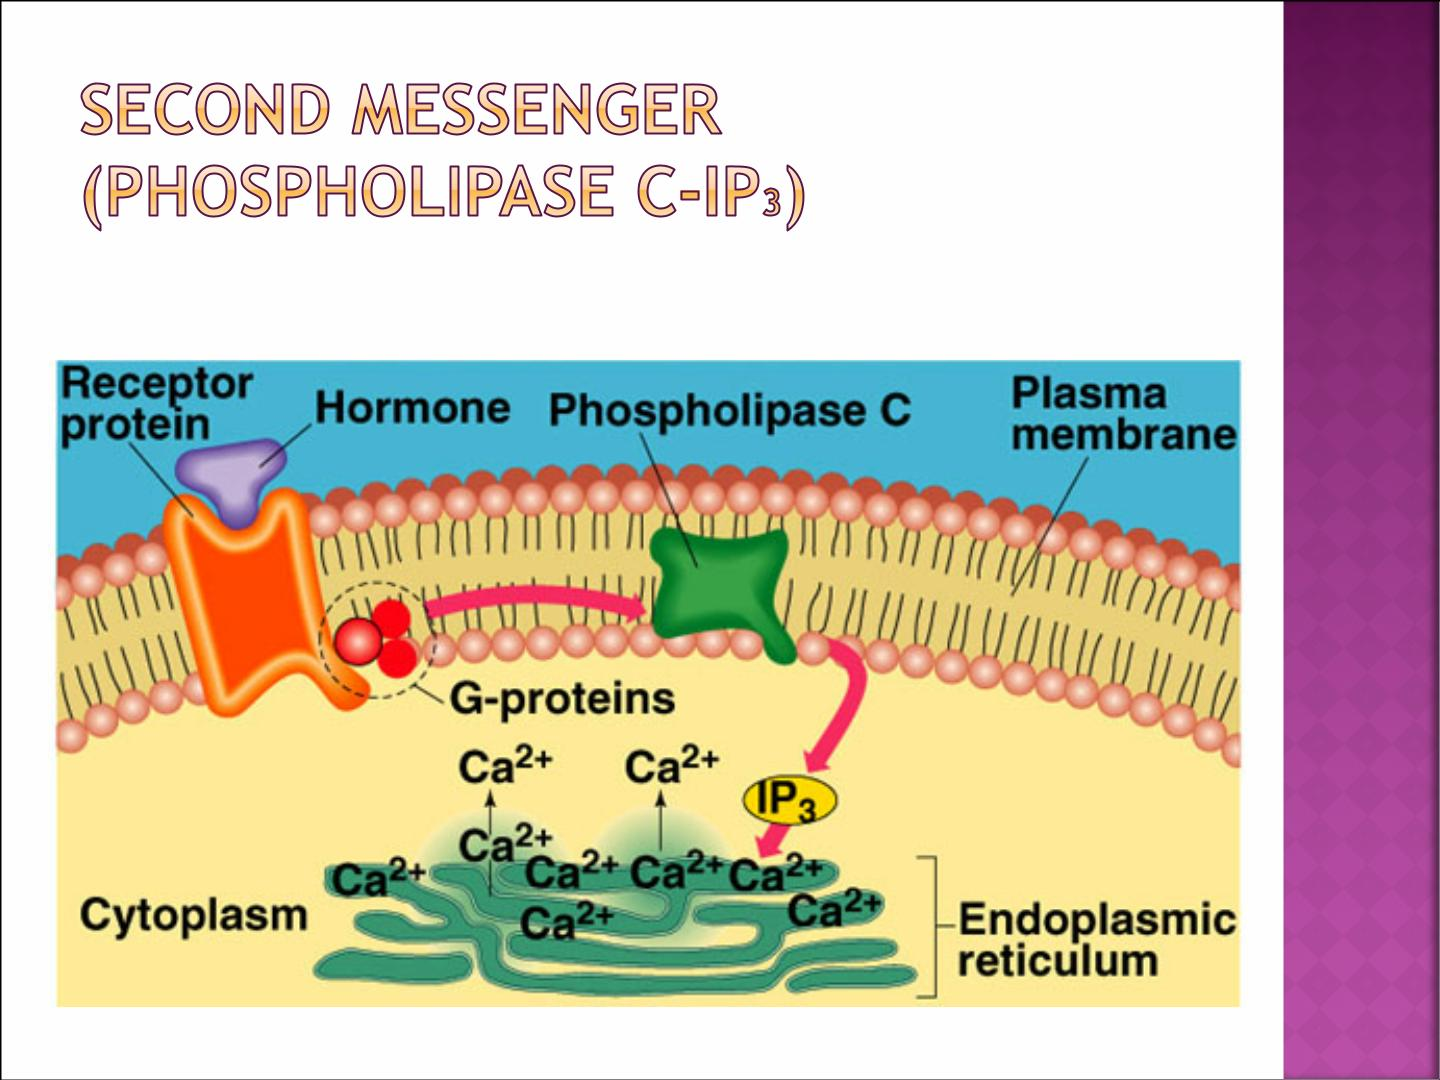 SECOND MESSENGER
(PHOSPHOLIPASE C-IP₃)
Receptor
protein
Hormone
Phospholipase C
Plasma
membrane
G-proteins
Ca²⁺
Ca²⁺
IP₃
Ca²⁺
Ca²⁺
Ca²⁺
Ca²⁺
Ca²⁺
Ca²⁺
Ca²⁺
Cytoplasm
Endoplasmic
reticulum